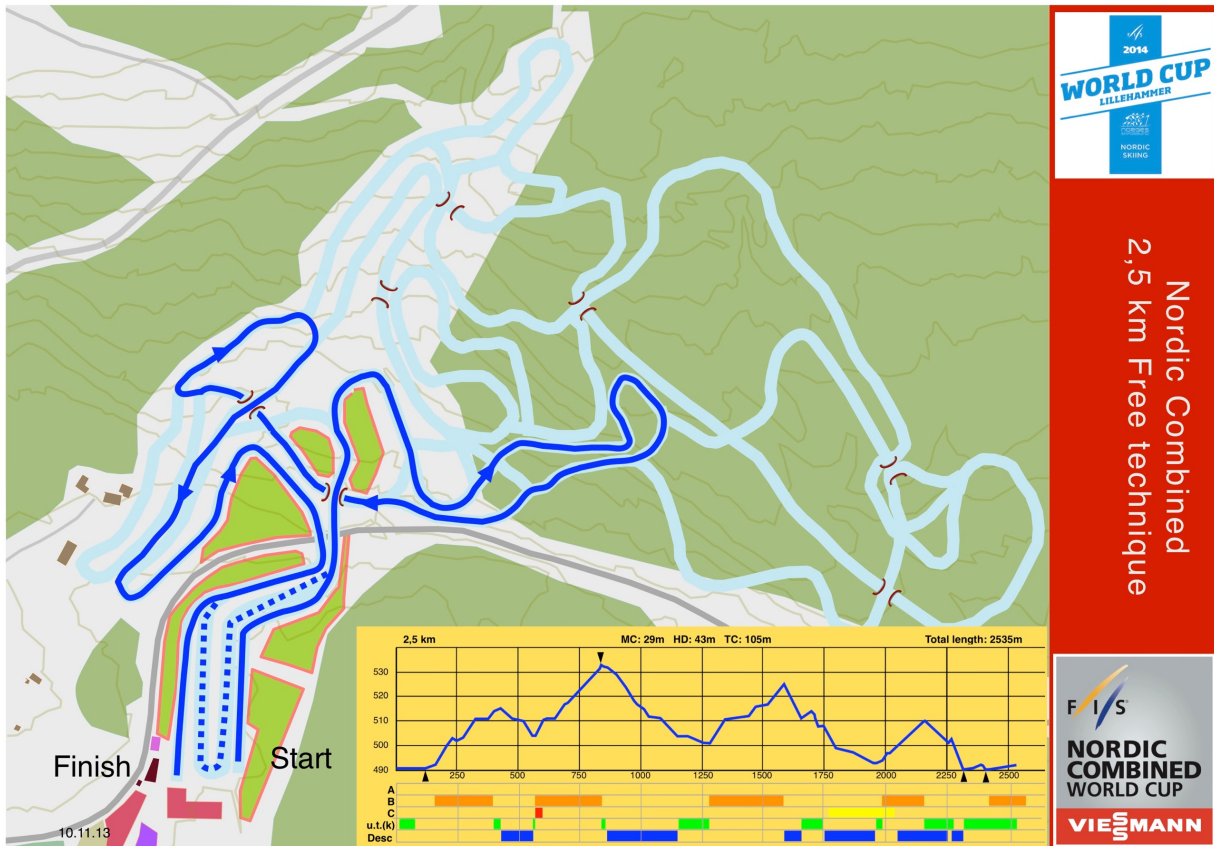 2014
WORLD CUP
LILLEHAMMER
NORGES
NORDIC
SKIING
Nordic Combined
2,5 km Free technique
Finish
Start
10.11.13
2,5 km
MC: 29m HD: 43m TC: 105m
Total length: 2535m
530
520
510
500
490
250 500 750 1000 1250 1500 1750 2000 2250 2500
A
B
C
u.t.(k)
Desc
F I S
NORDIC
COMBINED
WORLD CUP
VIESSMANN